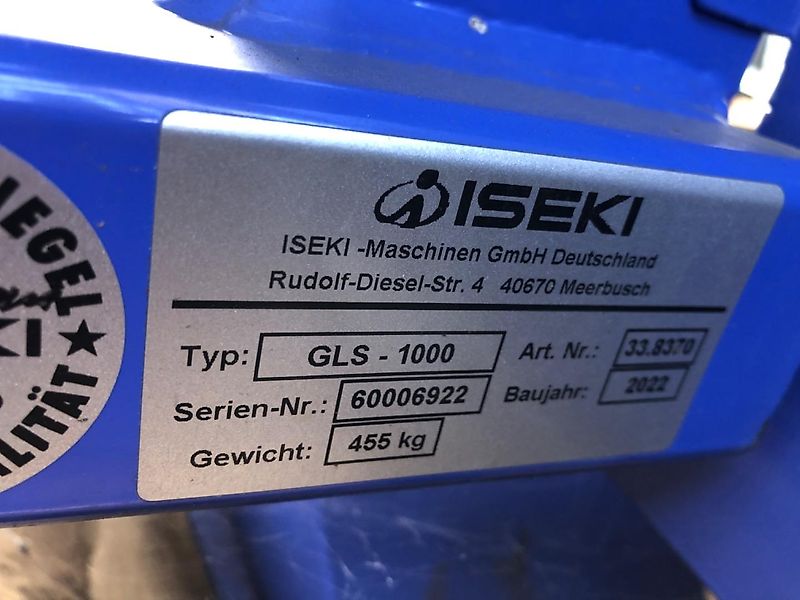 ISEKI
ISEKI -Maschinen GmbH Deutschland
Rudolf-Diesel-Str. 4 40670 Meerbusch
Typ: GLS - 1000 Art. Nr.: 33.8370
Serien-Nr.: 60006922 Baujahr: 2022
Gewicht: 455 kg